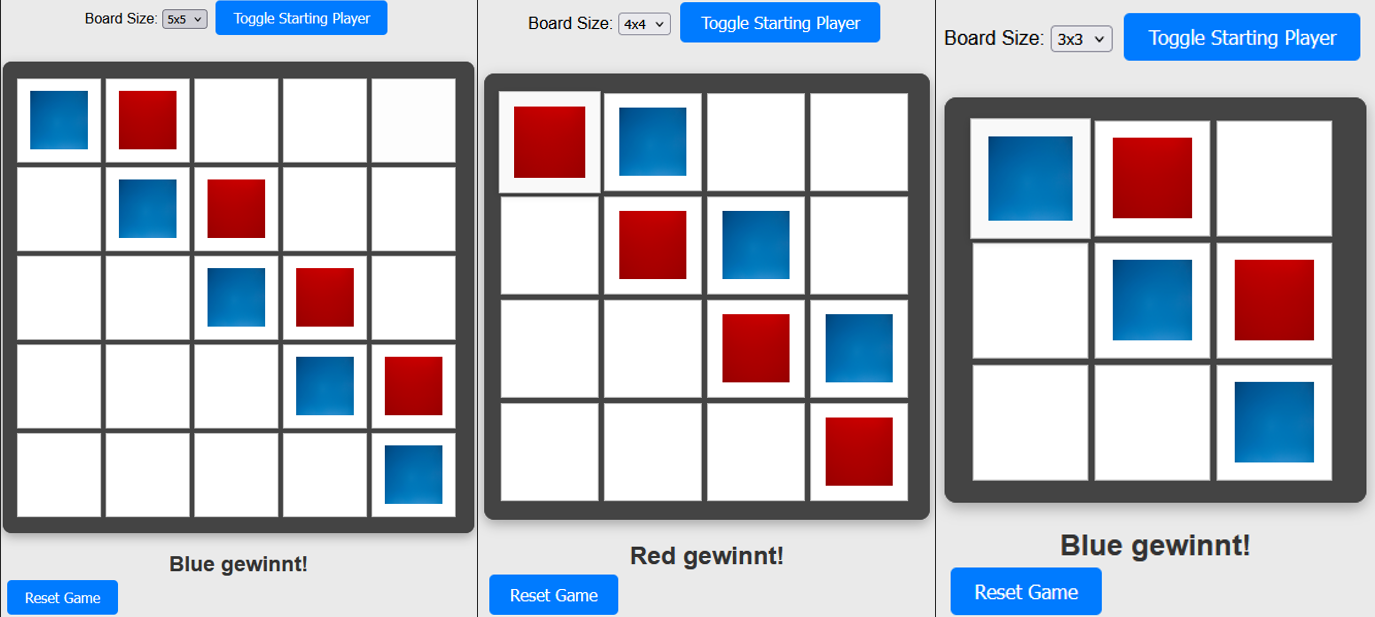 Board Size: 5x5 Toggle Starting Player
Blue gewinnt!
Reset Game
Board Size: 4x4 Toggle Starting Player
Red gewinnt!
Reset Game
Board Size: 3x3 Toggle Starting Player
Blue gewinnt!
Reset Game